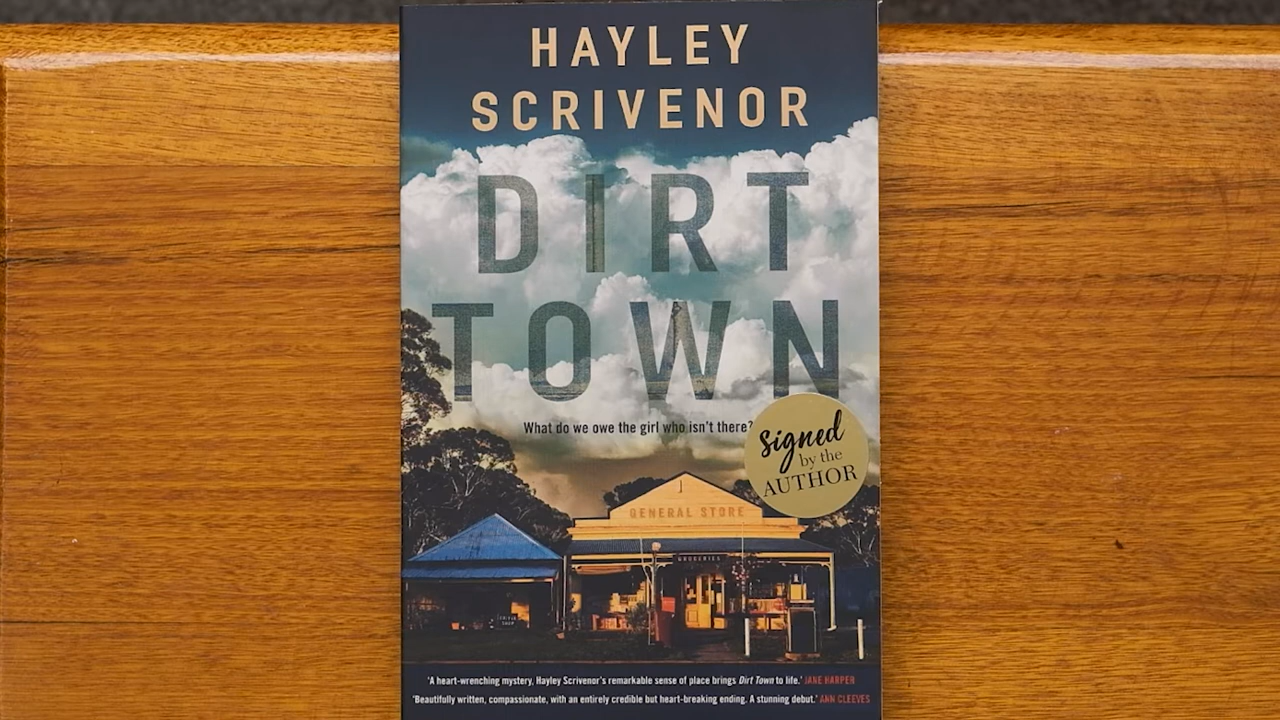 HAYLEY
SCRIVENOR
DIRT
TOWN
What do we owe the girl who isn't there?
Signed
by the
AUTHOR
GENERAL STORE
GROCERIES
'A heart-wrenching mystery, Hayley Scrivenor's remarkable sense of place brings Dirt Town to life.' JANE HARPER
'Beautifully written, compassionate, with an entirely credible but heart-breaking ending. A stunning debut.' ANN CLEEVES